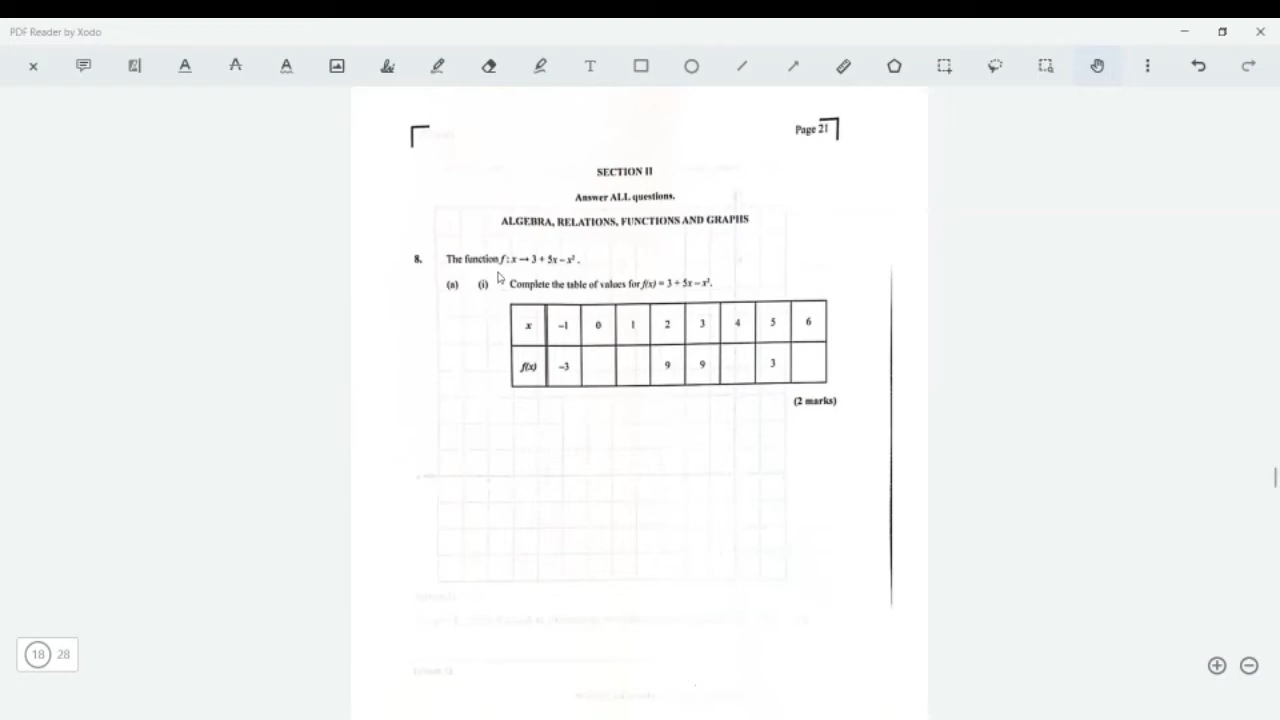 PDF Reader by Xodo
Page 21
SECTION II
Answer ALL questions.
ALGEBRA, RELATIONS, FUNCTIONS AND GRAPHS
8. The function f : x → 3 + 5x – x².
(a) (i) Complete the table of values for f(x) = 3 + 5x – x².
x –1 0 1 2 3 4 5 6
f(x) –3 9 9 3
(2 marks)
18 28